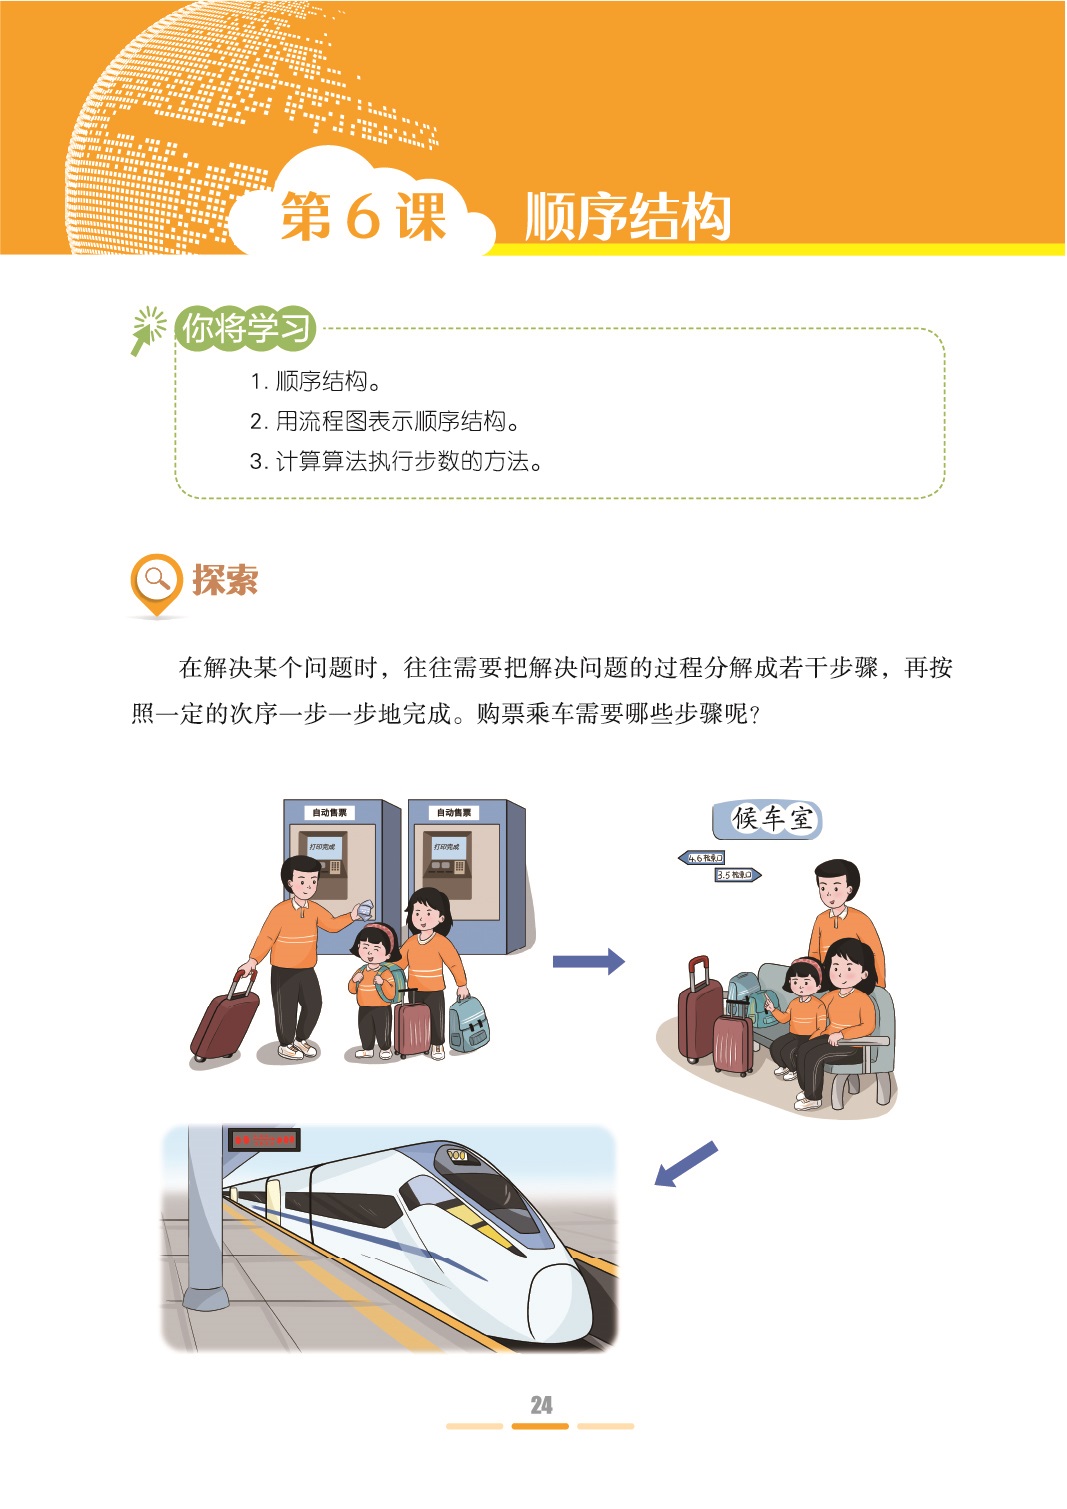 第6课 顺序结构
你将学习
1. 顺序结构。
2. 用流程图表示顺序结构。
3. 计算算法执行步数的方法。
探索
在解决某个问题时，往往需要把解决问题的过程分解成若干步骤，再按
照一定的次序一步一步地完成。购票乘车需要哪些步骤呢？
自动售票
自动售票
打印完成
打印完成
候车室
4.6检票口
3.5检票口
24